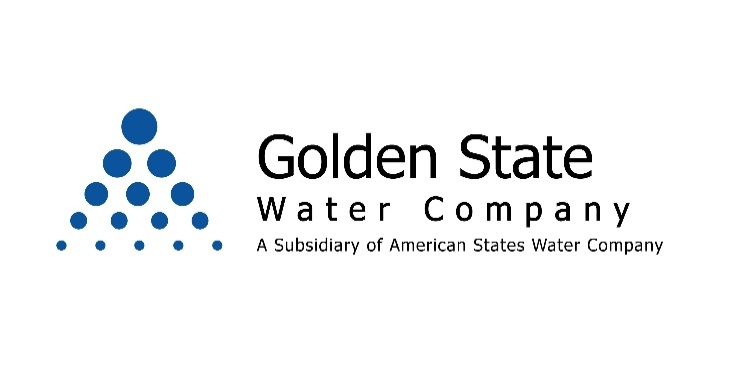 Golden State
Water Company
A Subsidiary of American States Water Company